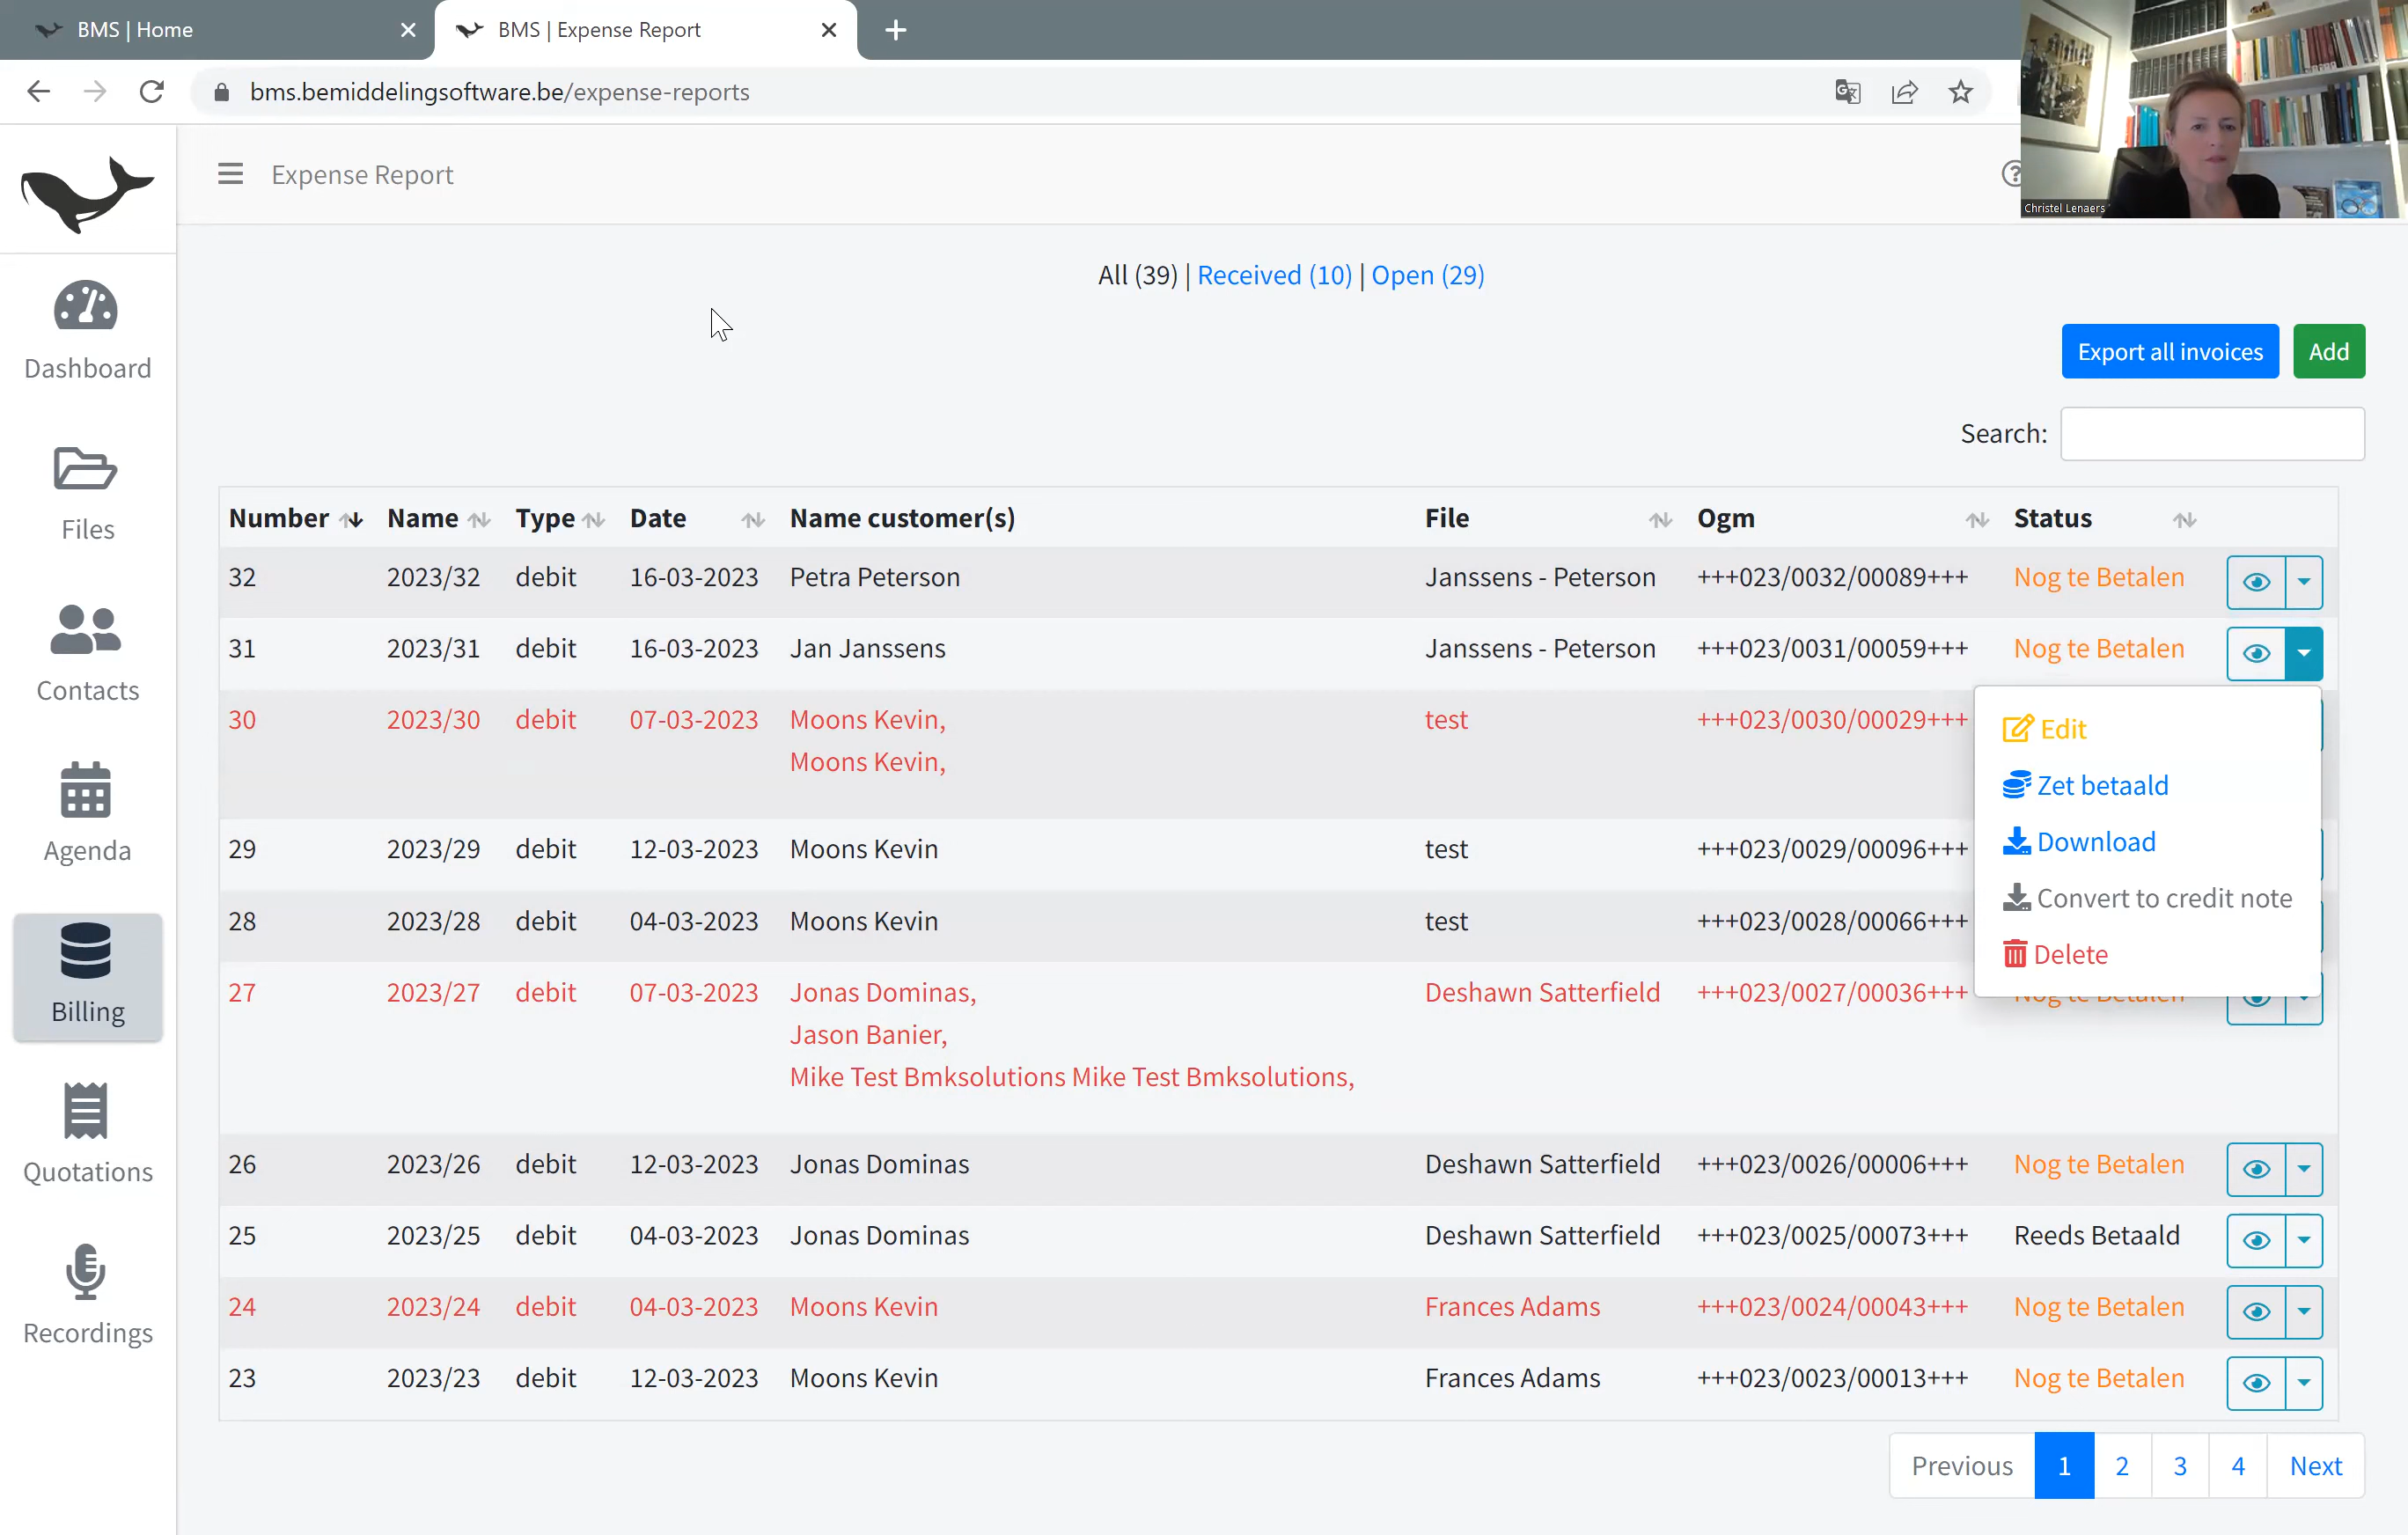 BMS | Home
BMS | Expense Report
bms.bemiddelingsoftware.be/expense-reports
Christel Lenaers
Expense Report
All (39) | Received (10) | Open (29)
Export all invoices Add
Search:
Dashboard
Files
Contacts
Agenda
Billing
Quotations
Recordings
Number Name Type Date Name customer(s) File Ogm Status
32 2023/32 debit 16-03-2023 Petra Peterson Janssens - Peterson +++023/0032/00089+++ Nog te Betalen
31 2023/31 debit 16-03-2023 Jan Janssens Janssens - Peterson +++023/0031/00059+++ Nog te Betalen
30 2023/30 debit 07-03-2023 Moons Kevin, test +++023/0030/00029+++
Moons Kevin,
29 2023/29 debit 12-03-2023 Moons Kevin test +++023/0029/00096+++
28 2023/28 debit 04-03-2023 Moons Kevin test +++023/0028/00066+++
27 2023/27 debit 07-03-2023 Jonas Dominas, Deshawn Satterfield +++023/0027/00036+++ Nog te Betalen
Jason Banier,
Mike Test Bmksolutions Mike Test Bmksolutions,
26 2023/26 debit 12-03-2023 Jonas Dominas Deshawn Satterfield +++023/0026/00006+++ Nog te Betalen
25 2023/25 debit 04-03-2023 Jonas Dominas Deshawn Satterfield +++023/0025/00073+++ Reeds Betaald
24 2023/24 debit 04-03-2023 Moons Kevin Frances Adams +++023/0024/00043+++ Nog te Betalen
23 2023/23 debit 12-03-2023 Moons Kevin Frances Adams +++023/0023/00013+++ Nog te Betalen
Edit
Zet betaald
Download
Convert to credit note
Delete
Previous 1 2 3 4 Next